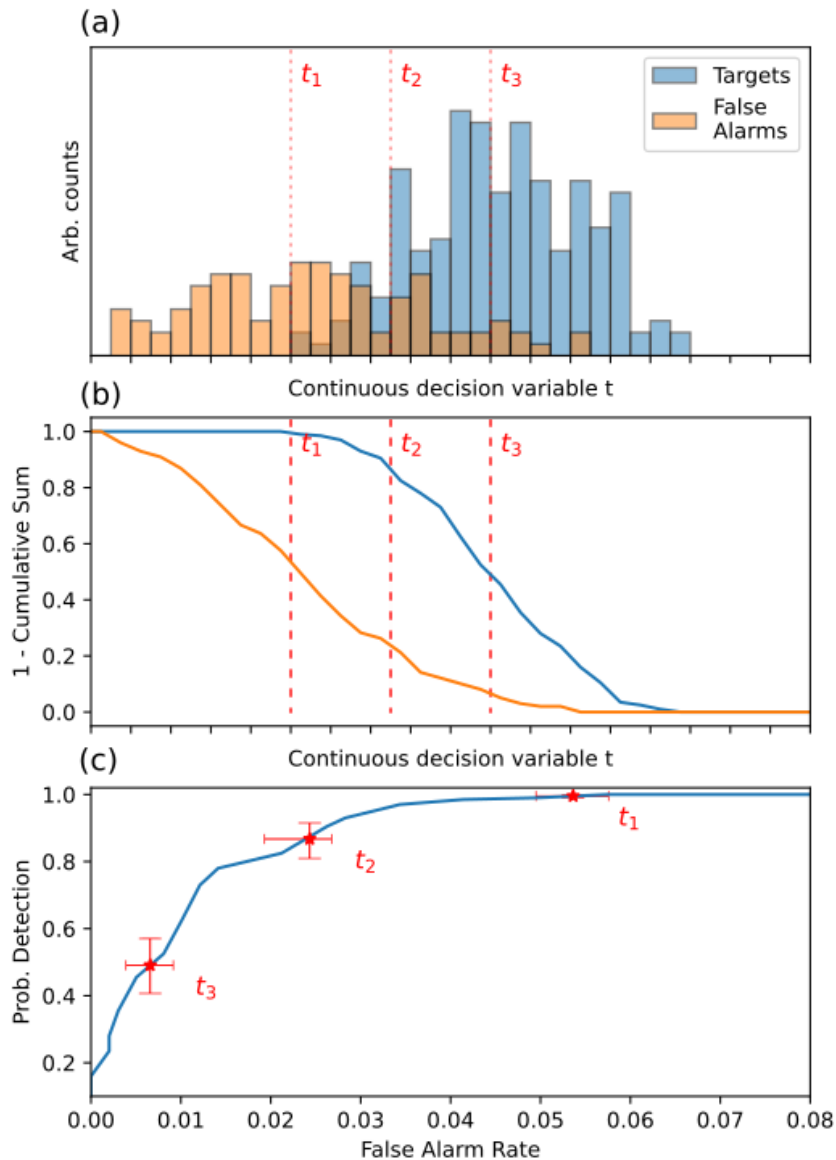 (a)
t1 t2 t3
Targets
False
Alarms
Arb. counts
Continuous decision variable t
(b)
1.0
0.8
0.6
0.4
0.2
0.0
t1 t2 t3
1 - Cumulative Sum
Continuous decision variable t
(c)
1.0
0.8
0.6
0.4
0.2
t1
t2
t3
Prob. Detection
0.00 0.01 0.02 0.03 0.04 0.05 0.06 0.07 0.08
False Alarm Rate